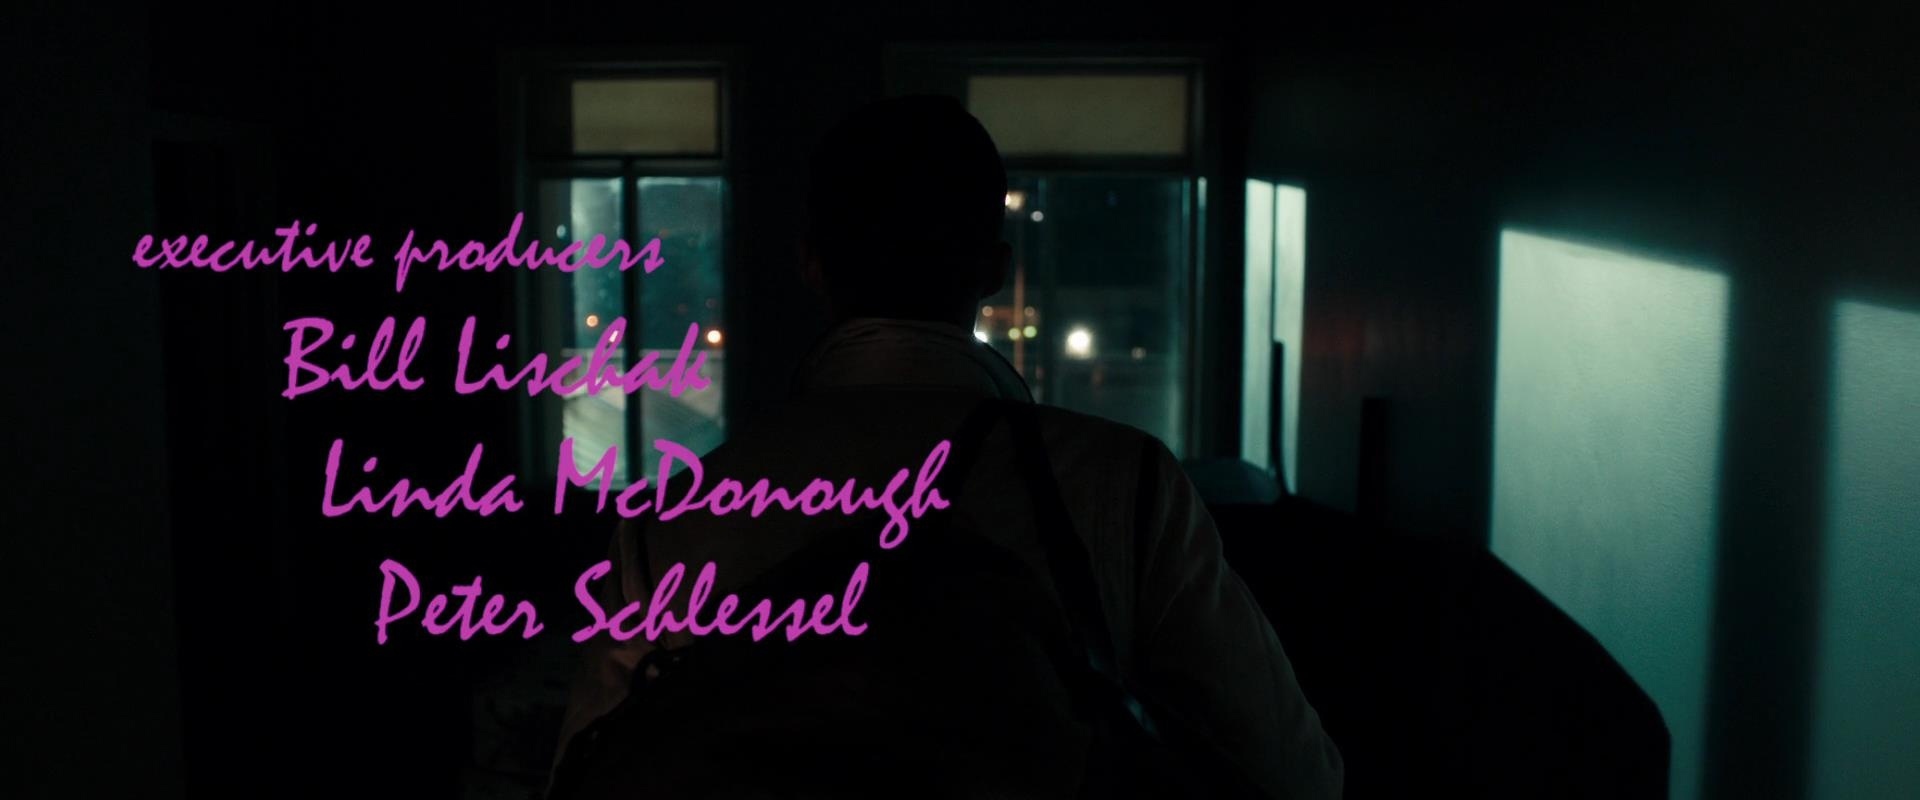 executive producers
Bill Lischak
Linda McDonough
Peter Schlessel